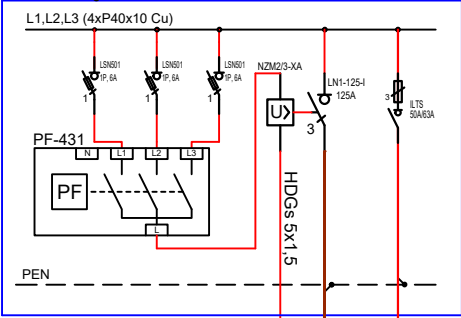 L1,L2,L3 (4xP40x10 Cu)
LSN501
1P, 6A
1
LSN501
1P, 6A
1
LSN501
1P, 6A
1
NZM2/3-XA
LN1-125-I
125A
3
U>
3
ILTS
50A/63A
PF-431
N
L1
L2
L3
PF
L
HDGs 5x1,5
PEN